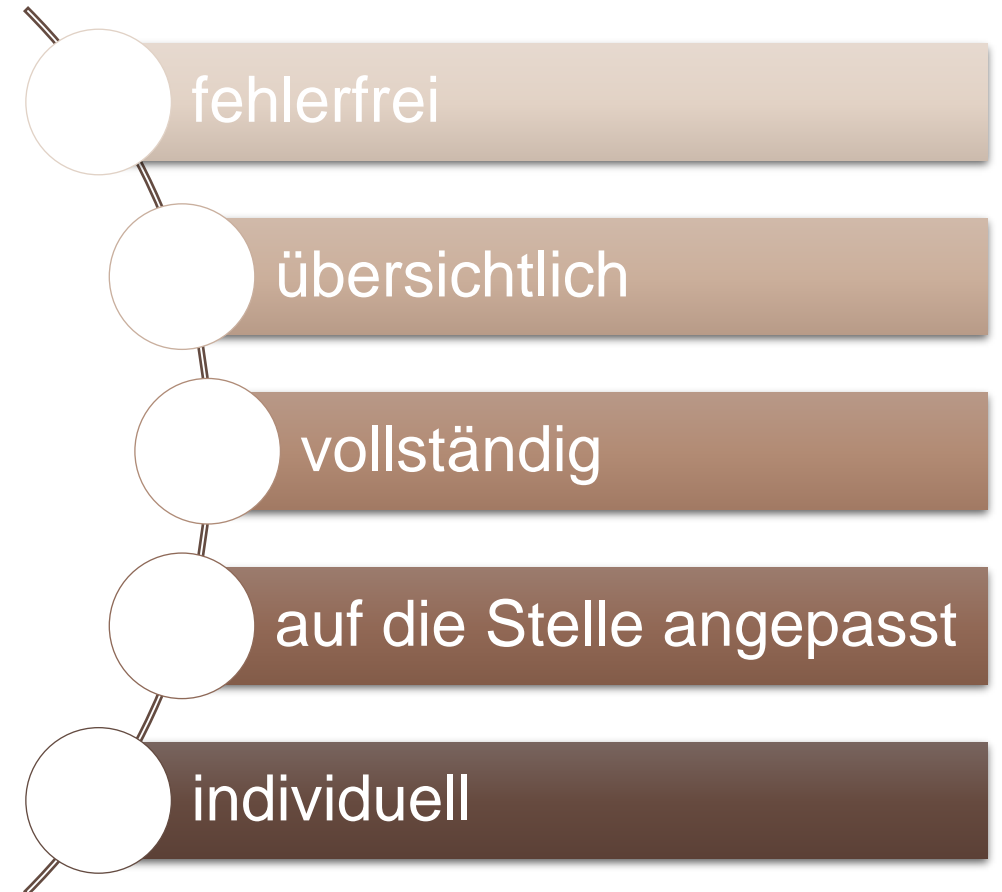 fehlerfrei
übersichtlich
vollständig
auf die Stelle angepasst
individuell